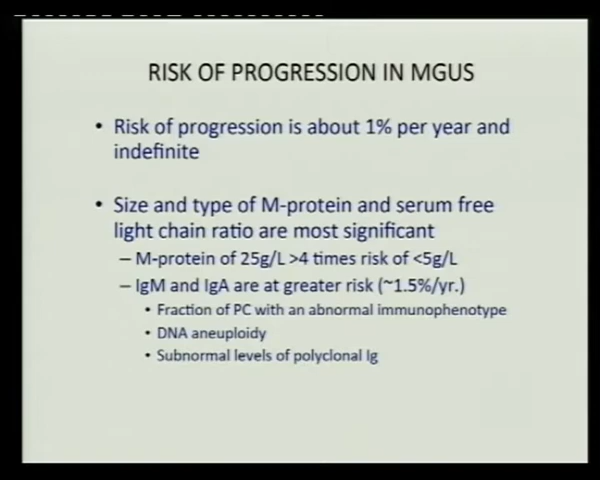 RISK OF PROGRESSION IN MGUS
• Risk of progression is about 1% per year and
indefinite
• Size and type of M-protein and serum free
light chain ratio are most significant
– M-protein of 25g/L >4 times risk of <5g/L
– IgM and IgA are at greater risk (~1.5%/yr.)
• Fraction of PC with an abnormal immunophenotype
• DNA aneuploidy
• Subnormal levels of polyclonal Ig